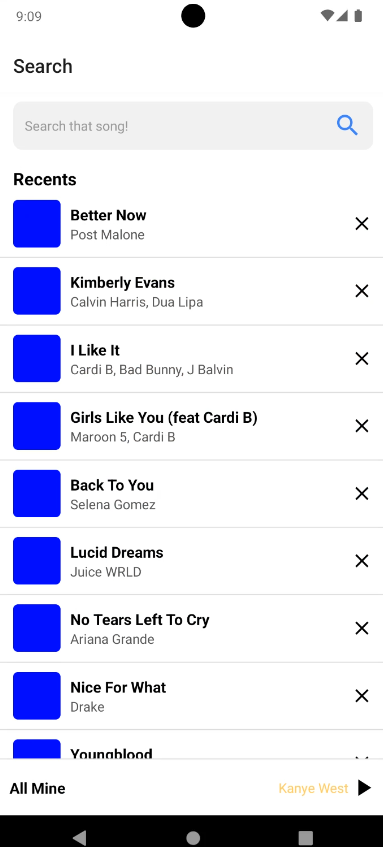 9:09
Search
Search that song!
Recents
Better Now
Post Malone
Kimberly Evans
Calvin Harris, Dua Lipa
I Like It
Cardi B, Bad Bunny, J Balvin
Girls Like You (feat Cardi B)
Maroon 5, Cardi B
Back To You
Selena Gomez
Lucid Dreams
Juice WRLD
No Tears Left To Cry
Ariana Grande
Nice For What
Drake
Youngblood
All Mine
Kanye West